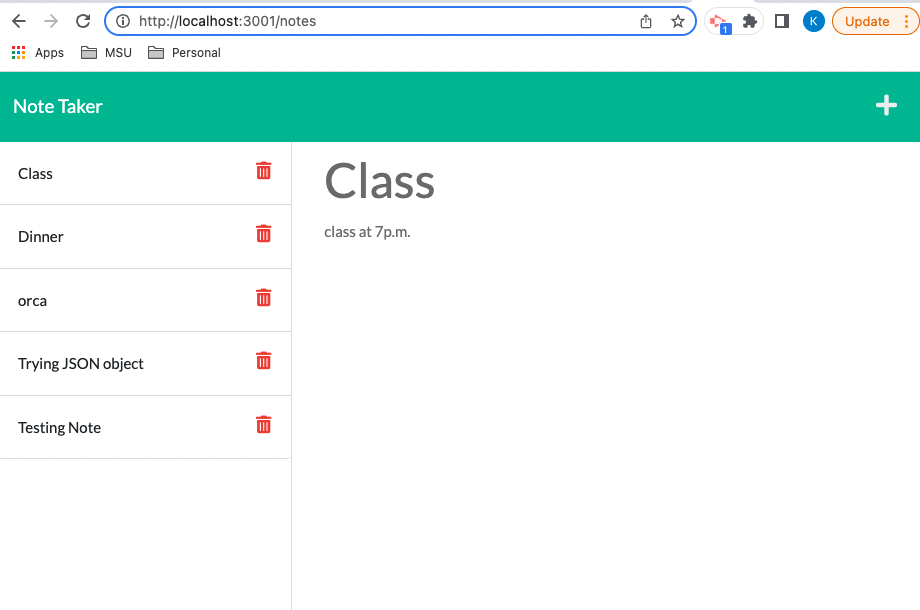 http://localhost:3001/notes
1
K
Update
Apps
MSU
Personal
Note Taker
Class
Dinner
orca
Trying JSON object
Testing Note
Class
class at 7p.m.